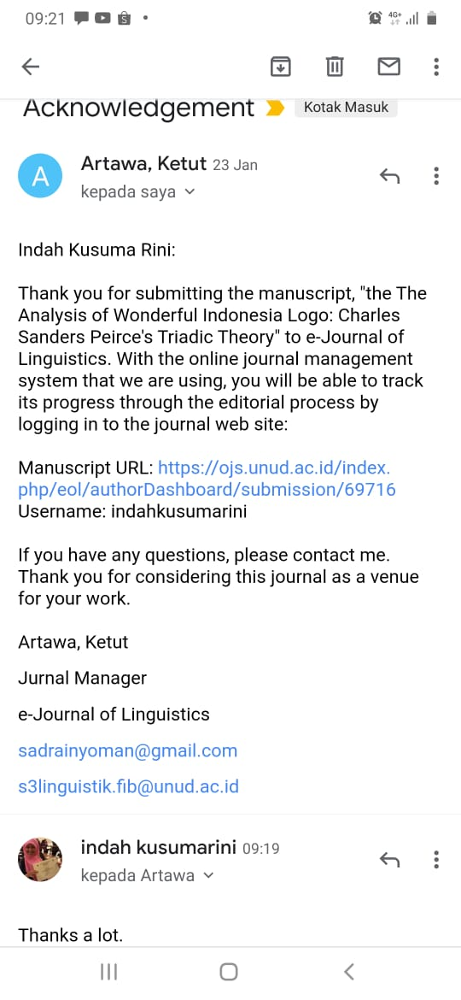 09:21
4G+
Acknowledgement
Kotak Masuk
A
Artawa, Ketut 23 Jan
kepada saya
Indah Kusuma Rini:
Thank you for submitting the manuscript, "the The
Analysis of Wonderful Indonesia Logo: Charles
Sanders Peirce's Triadic Theory" to e-Journal of
Linguistics. With the online journal management
system that we are using, you will be able to track
its progress through the editorial process by
logging in to the journal web site:
Manuscript URL: https://ojs.unud.ac.id/index.
php/eol/authorDashboard/submission/69716
Username: indahkusumarini
If you have any questions, please contact me.
Thank you for considering this journal as a venue
for your work.
Artawa, Ketut
Jurnal Manager
e-Journal of Linguistics
sadrainyoman@gmail.com
s3linguistik.fib@unud.ac.id
indah kusumarini 09:19
kepada Artawa
Thanks a lot.